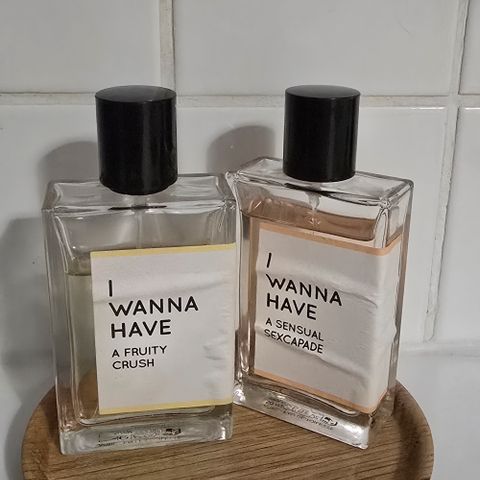 I
WANNA
HAVE
A FRUITY
CRUSH
I
WANNA
HAVE
A SENSUAL
SEXCAPADE